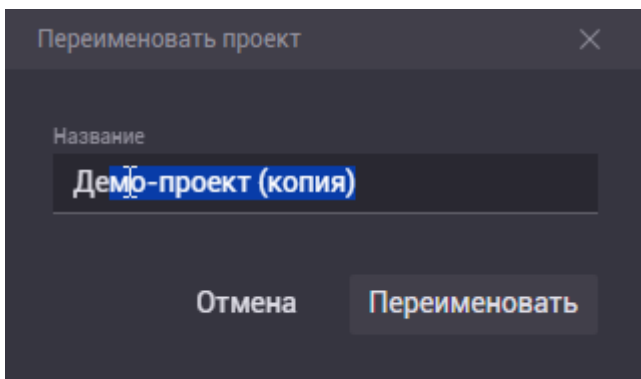 Переименовать проект
Название
Демо-проект (копия)
Отмена Переименовать